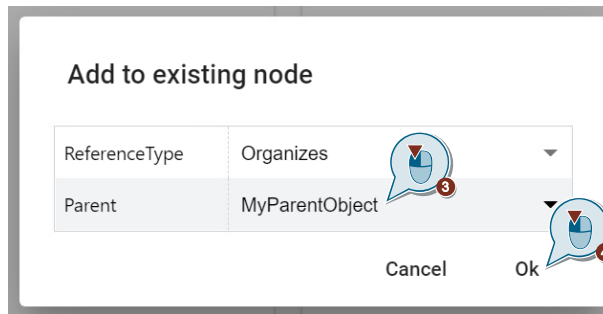 Add to existing node
ReferenceType Organizes
3
Parent MyParentObject
Cancel Ok